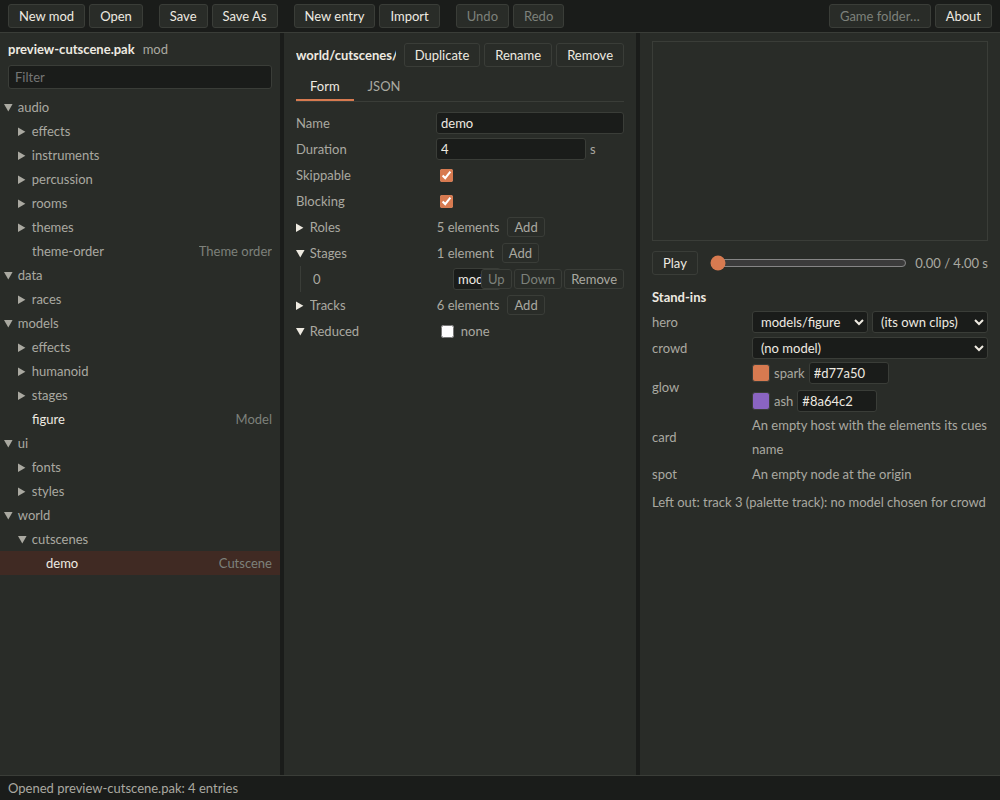 New mod Open Save Save As New entry Import Undo Redo Game folder... About
preview-cutscene.pak mod
Filter
audio
effects
instruments
percussion
rooms
themes
theme-order Theme order
data
races
models
effects
humanoid
stages
figure Model
ui
fonts
styles
world
cutscenes
demo Cutscene
world/cutscenes/ Duplicate Rename Remove
Form JSON
Name demo
Duration 4 s
Skippable
Blocking
Roles 5 elements Add
Stages 1 element Add
0 mod Up Down Remove
Tracks 6 elements Add
Reduced none
Play 0.00 / 4.00 s
Stand-ins
hero models/figure (its own clips)
crowd (no model)
glow spark #d77a50
ash #8a64c2
card An empty host with the elements its cues
name
spot An empty node at the origin
Left out: track 3 (palette track): no model chosen for crowd
Opened preview-cutscene.pak: 4 entries